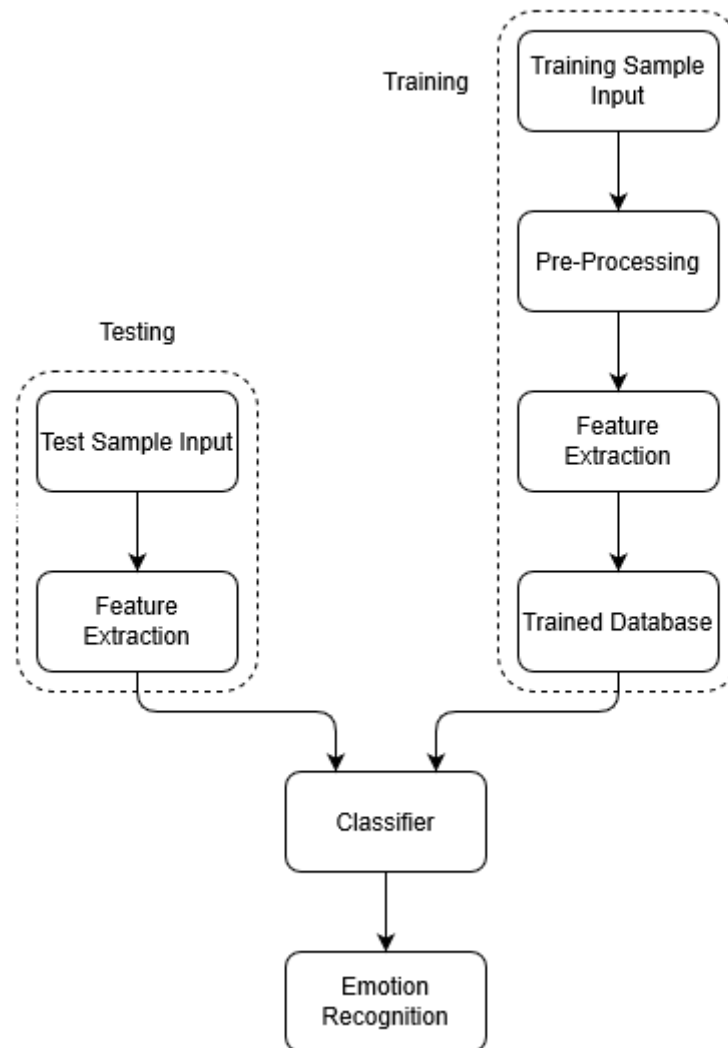 Training
Training Sample
Input
Pre-Processing
Feature
Extraction
Trained Database
Testing
Test Sample Input
Feature
Extraction
Classifier
Emotion
Recognition